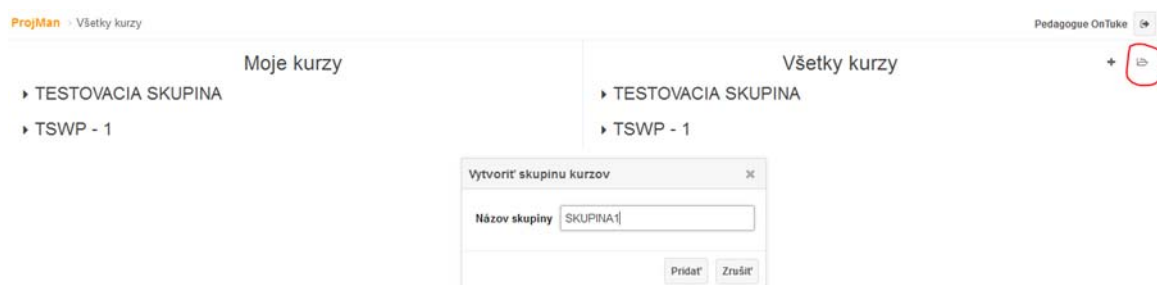 ProjMan › Všetky kurzy
Pedagogue OnTuke
Moje kurzy
TESTOVACIA SKUPINA
TSWP - 1
Všetky kurzy
TESTOVACIA SKUPINA
TSWP - 1
Vytvoriť skupinu kurzov
Názov skupiny SKUPINA1
Pridať Zrušiť